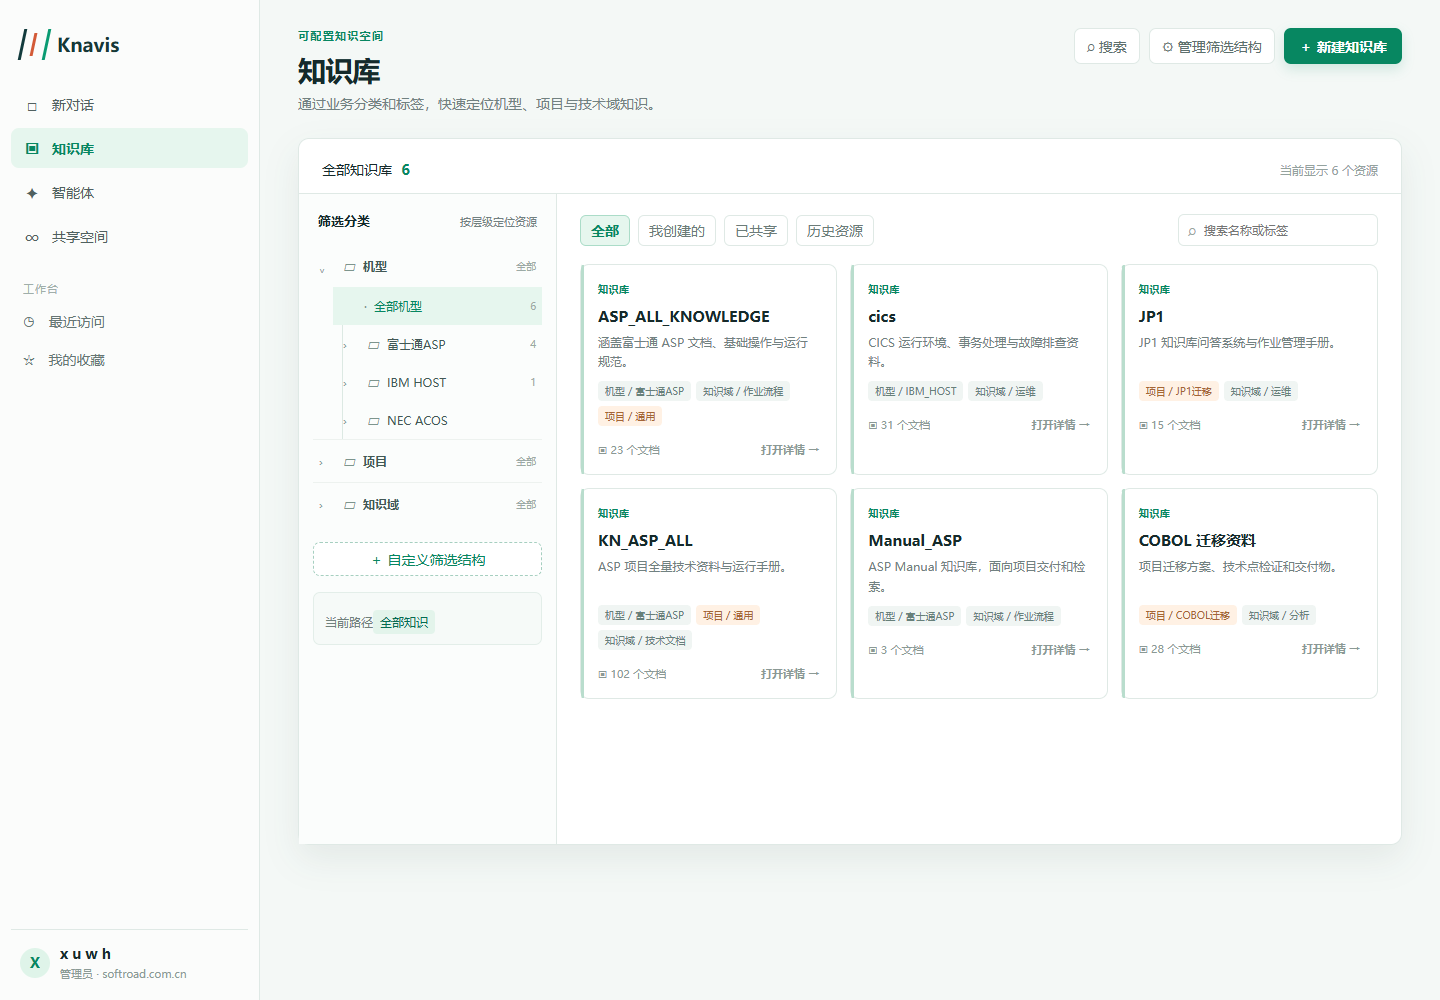 Knavis
新对话
知识库
智能体
共享空间
工作台
最近访问
我的收藏
X
x u w h
管理员 · softroad.com.cn
可配置知识空间
知识库
通过业务分类和标签，快速定位机型、项目与技术域知识。
搜索
管理筛选结构
+ 新建知识库
全部知识库 6
当前显示 6 个资源
筛选分类
按层级定位资源
机型 全部
· 全部机型 6
富士通ASP 4
IBM HOST 1
NEC ACOS
项目 全部
知识域 全部
+ 自定义筛选结构
当前路径 全部知识
全部 我创建的 已共享 历史资源
搜索名称或标签
知识库
ASP_ALL_KNOWLEDGE
涵盖富士通 ASP 文档、基础操作与运行
规范。
机型 / 富士通ASP 知识域 / 作业流程
项目 / 通用
23 个文档 打开详情 →
知识库
cics
CICS 运行环境、事务处理与故障排查资
料。
机型 / IBM_HOST 知识域 / 运维
31 个文档 打开详情 →
知识库
JP1
JP1 知识库问答系统与作业管理手册。
项目 / JP1迁移 知识域 / 运维
15 个文档 打开详情 →
知识库
KN_ASP_ALL
ASP 项目全量技术资料与运行手册。
机型 / 富士通ASP 项目 / 通用
知识域 / 技术文档
102 个文档 打开详情 →
知识库
Manual_ASP
ASP Manual 知识库，面向项目交付和检
索。
机型 / 富士通ASP 知识域 / 作业流程
3 个文档 打开详情 →
知识库
COBOL 迁移资料
项目迁移方案、技术点检证和交付物。
项目 / COBOL迁移 知识域 / 分析
28 个文档 打开详情 →